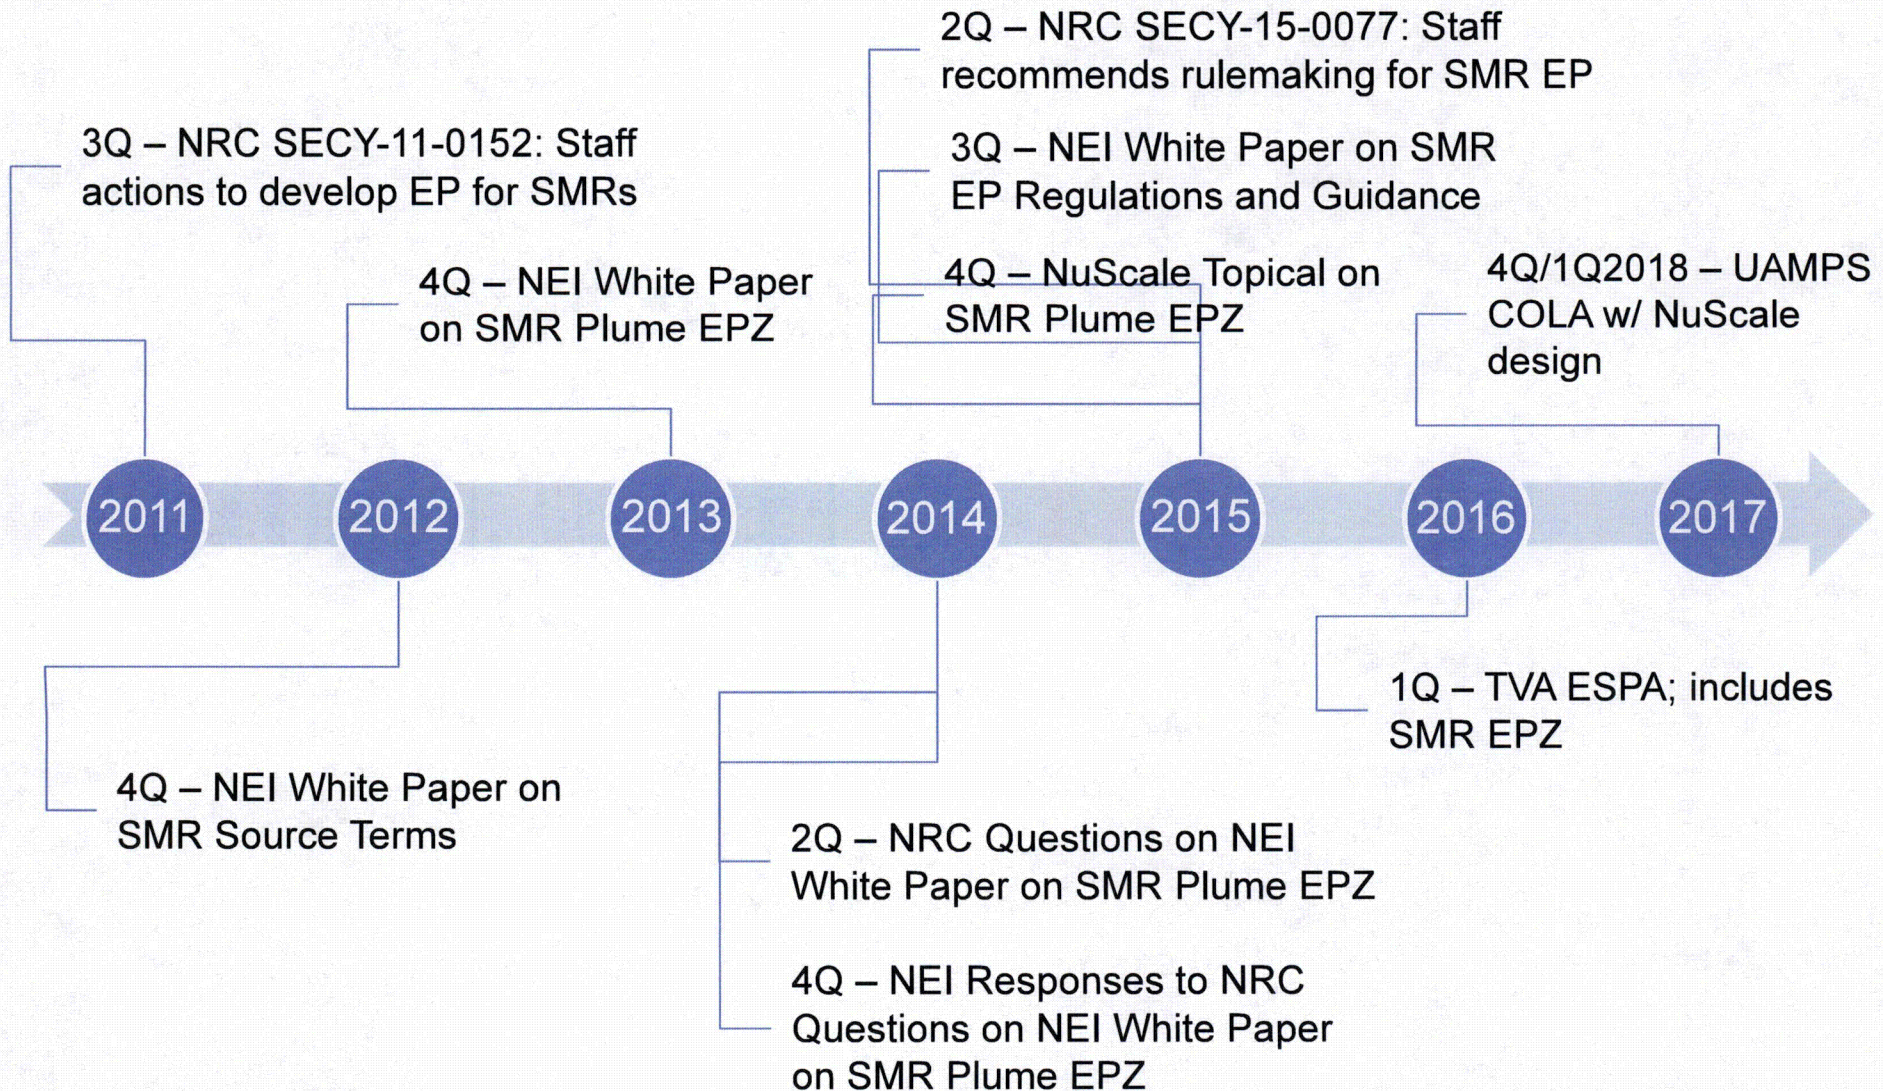 2Q – NRC SECY-15-0077: Staff
recommends rulemaking for SMR EP
3Q – NRC SECY-11-0152: Staff
actions to develop EP for SMRs
3Q – NEI White Paper on SMR
EP Regulations and Guidance
4Q – NEI White Paper
on SMR Plume EPZ
4Q – NuScale Topical on
SMR Plume EPZ
4Q/1Q2018 – UAMPS
COLA w/ NuScale
design
2011
2012
2013
2014
2015
2016
2017
4Q – NEI White Paper on
SMR Source Terms
1Q – TVA ESPA; includes
SMR EPZ
2Q – NRC Questions on NEI
White Paper on SMR Plume EPZ
4Q – NEI Responses to NRC
Questions on NEI White Paper
on SMR Plume EPZ